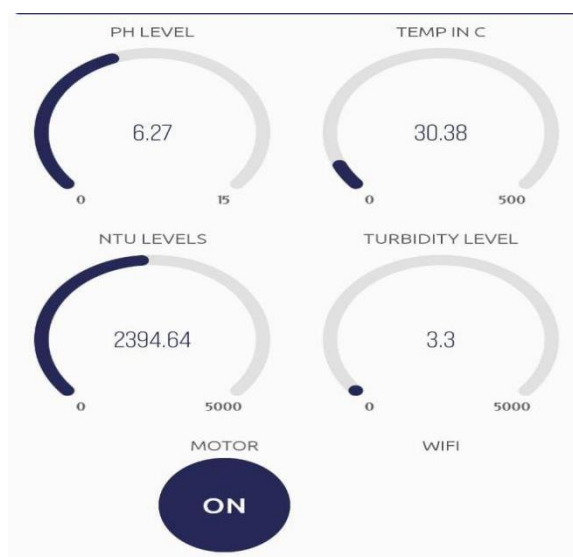 PH LEVEL
TEMP IN C
6.27
30.38
0
15
0
500
NTU LEVELS
TURBIDITY LEVEL
2394.64
3.3
0
5000
0
5000
MOTOR
WIFI
ON